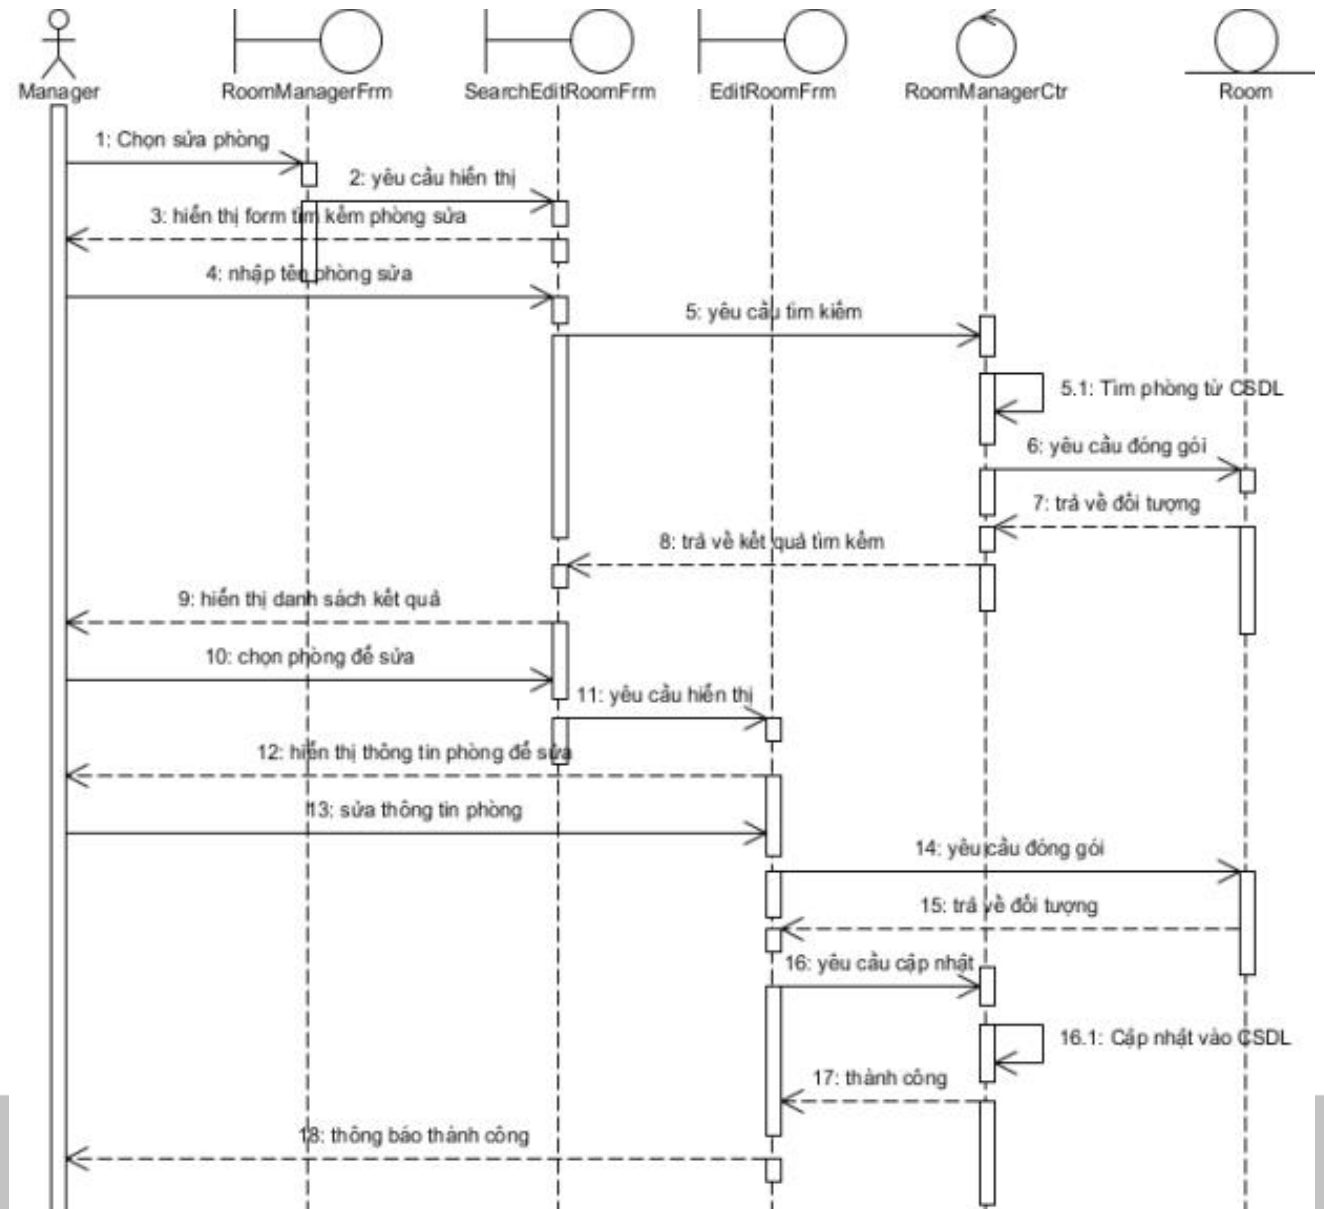 Manager
RoomManagerFrm
SearchEditRoomFrm
EditRoomFrm
RoomManagerCtr
Room
1: Chọn sửa phòng
2: yêu cầu hiển thị
3: hiển thị form tìm kếm phòng sửa
4: nhập tên phòng sửa
5: yêu cầu tìm kiếm
5.1: Tìm phòng từ CSDL
6: yêu cầu đóng gói
7: trả về đối tượng
8: trả về kết quả tìm kếm
9: hiển thị danh sách kết quả
10: chọn phòng để sửa
11: yêu cầu hiển thị
12: hiển thị thông tin phòng để sửa
13: sửa thông tin phòng
14: yêu cầu đóng gói
15: trả về đối tượng
16: yêu cầu cập nhật
16.1: Cập nhật vào CSDL
17: thành công
18: thông báo thành công